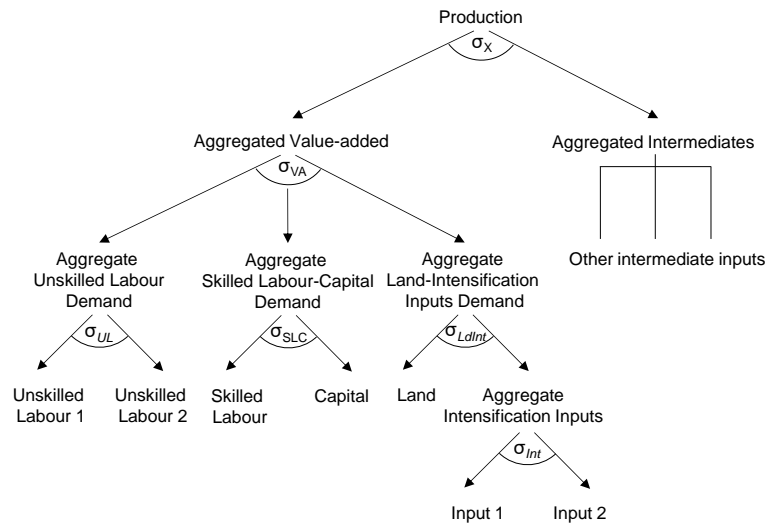 Production
σX
Aggregated Value-added
Aggregated Intermediates
σVA
Aggregate
Unskilled Labour
Demand
Aggregate
Skilled Labour-Capital
Demand
Aggregate
Land-Intensification
Inputs Demand
Other intermediate inputs
σUL
σSLC
σLdInt
Unskilled
Labour 1
Unskilled
Labour 2
Skilled
Labour
Capital
Land
Aggregate
Intensification Inputs
σInt
Input 1
Input 2